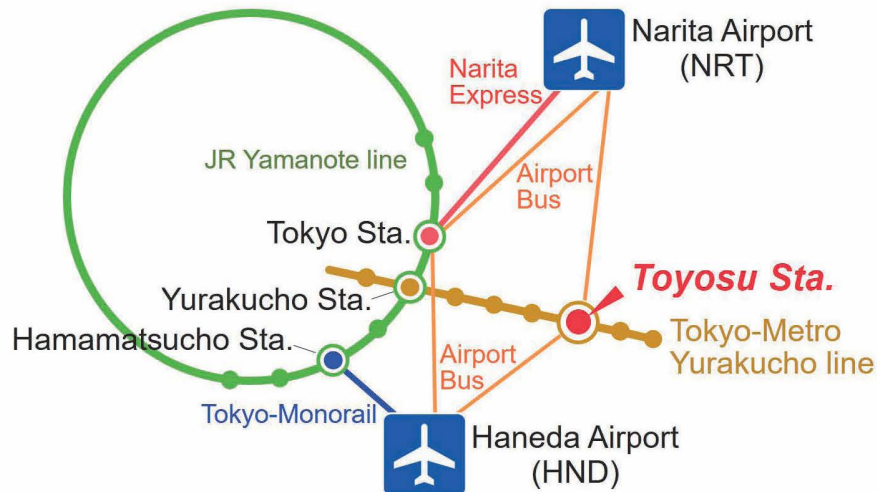 Narita Airport
(NRT)
Narita
Express
JR Yamanote line
Airport
Bus
Tokyo Sta.
Toyosu Sta.
Yurakucho Sta.
Hamamatsucho Sta.
Tokyo-Metro
Yurakucho line
Airport
Bus
Tokyo-Monorail
Haneda Airport
(HND)